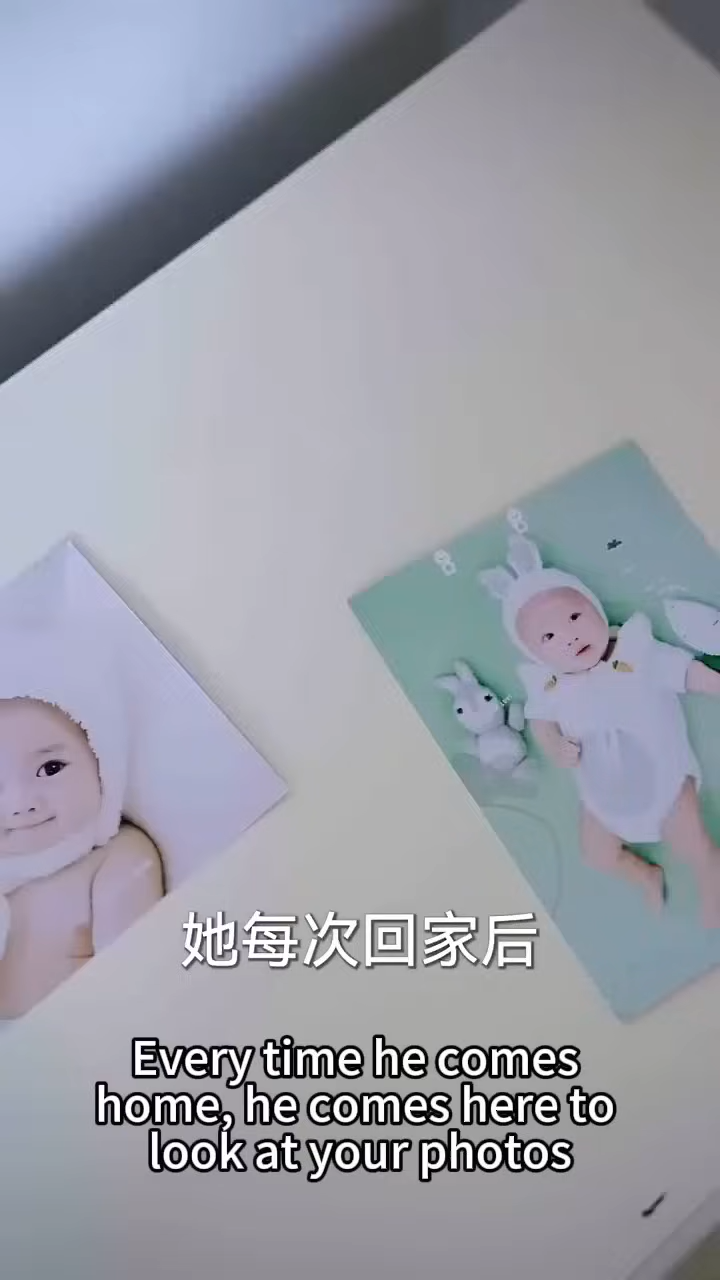 她每次回家后
Every time he comes
home, he comes here to
look at your photos